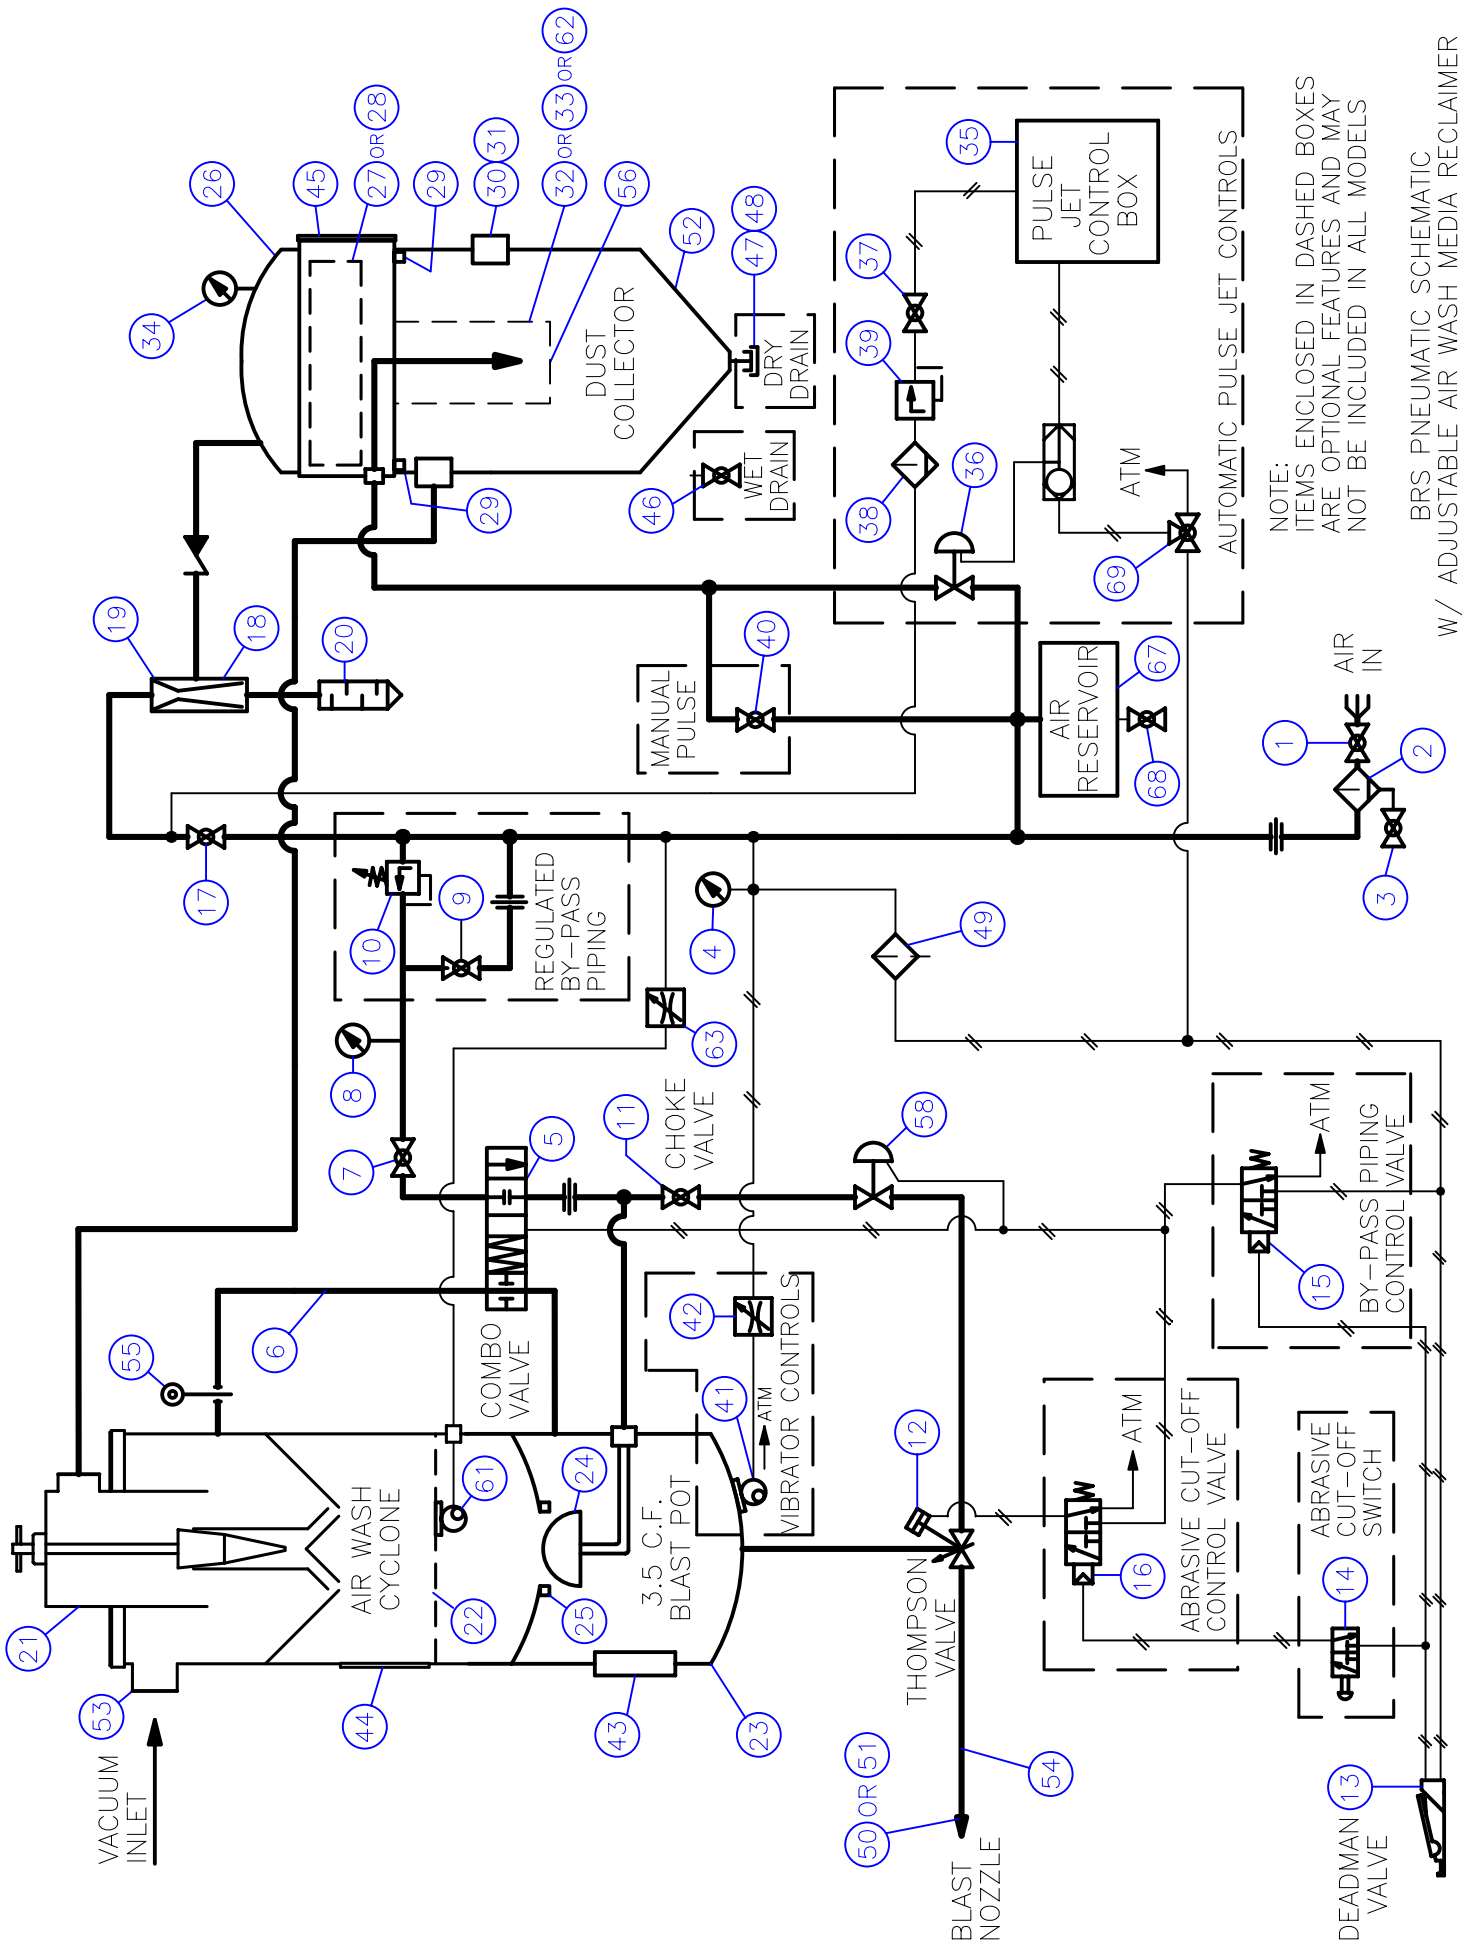 VACUUM
INLET
53
21
55
6
44
22
61
AIR WASH
CYCLONE
23
43
25
24
3.5 C.F.
BLAST POT
COMBO
VALVE
5
7
8
10
9
REGULATED
BY-PASS
PIPING
17
19
18
20
34
26
45
27 OR 28
29
30 31
32 OR 33 OR 62
56
52
47 48
29
DUST
COLLECTOR
DRY
DRAIN
46
WET
DRAIN
MANUAL
PULSE
40
63
4
11
CHOKE
VALVE
41
42
ATM
VIBRATOR CONTROLS
58
49
AIR
RESERVOIR
67
68
38
39
37
35
36
PULSE
JET
CONTROL
BOX
ATM
69
AUTOMATIC PULSE JET CONTROLS
50 OR 51
54
BLAST
NOZZLE
THOMPSON
VALVE
12
16
ATM
ABRASIVE CUT-OFF
CONTROL VALVE
15
ATM
BY-PASS PIPING
CONTROL VALVE
14
ABRASIVE
CUT-OFF
SWITCH
DEADMAN 13
VALVE
1
2
3
AIR
IN
NOTE:
ITEMS ENCLOSED IN DASHED BOXES
ARE OPTIONAL FEATURES AND MAY
NOT BE INCLUDED IN ALL MODELS
BRS PNEUMATIC SCHEMATIC
W/ ADJUSTABLE AIR WASH MEDIA RECLAIMER